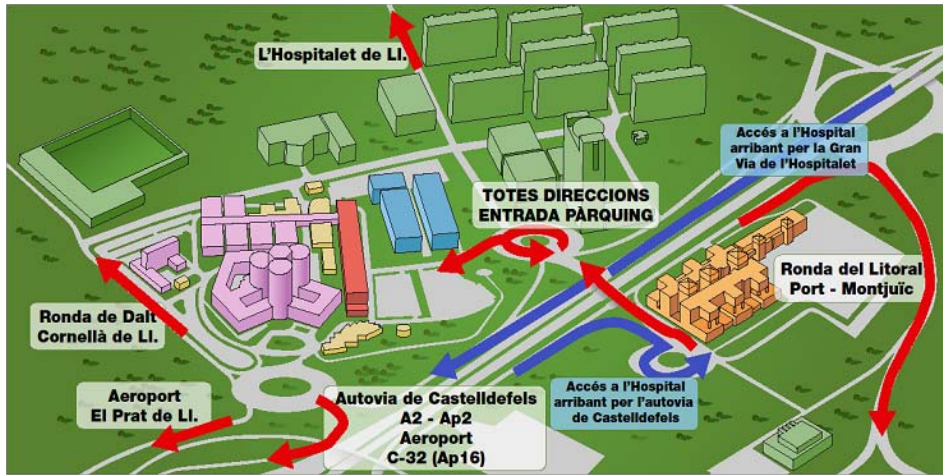 L'Hospitalet de Ll.
Accés a l'Hospital
arribant per la Gran
Via de l'Hospitalet
TOTES DIRECCIONS
ENTRADA PÀRQUING
Ronda del Litoral
Port - Montjuïc
Ronda de Dalt
Cornellà de Ll.
Aeroport
El Prat de Ll.
Autovia de Castelldefels
A2 - Ap2
Aeroport
C-32 (Ap16)
Accés a l'Hospital
arribant per l'autovia
de Castelldefels